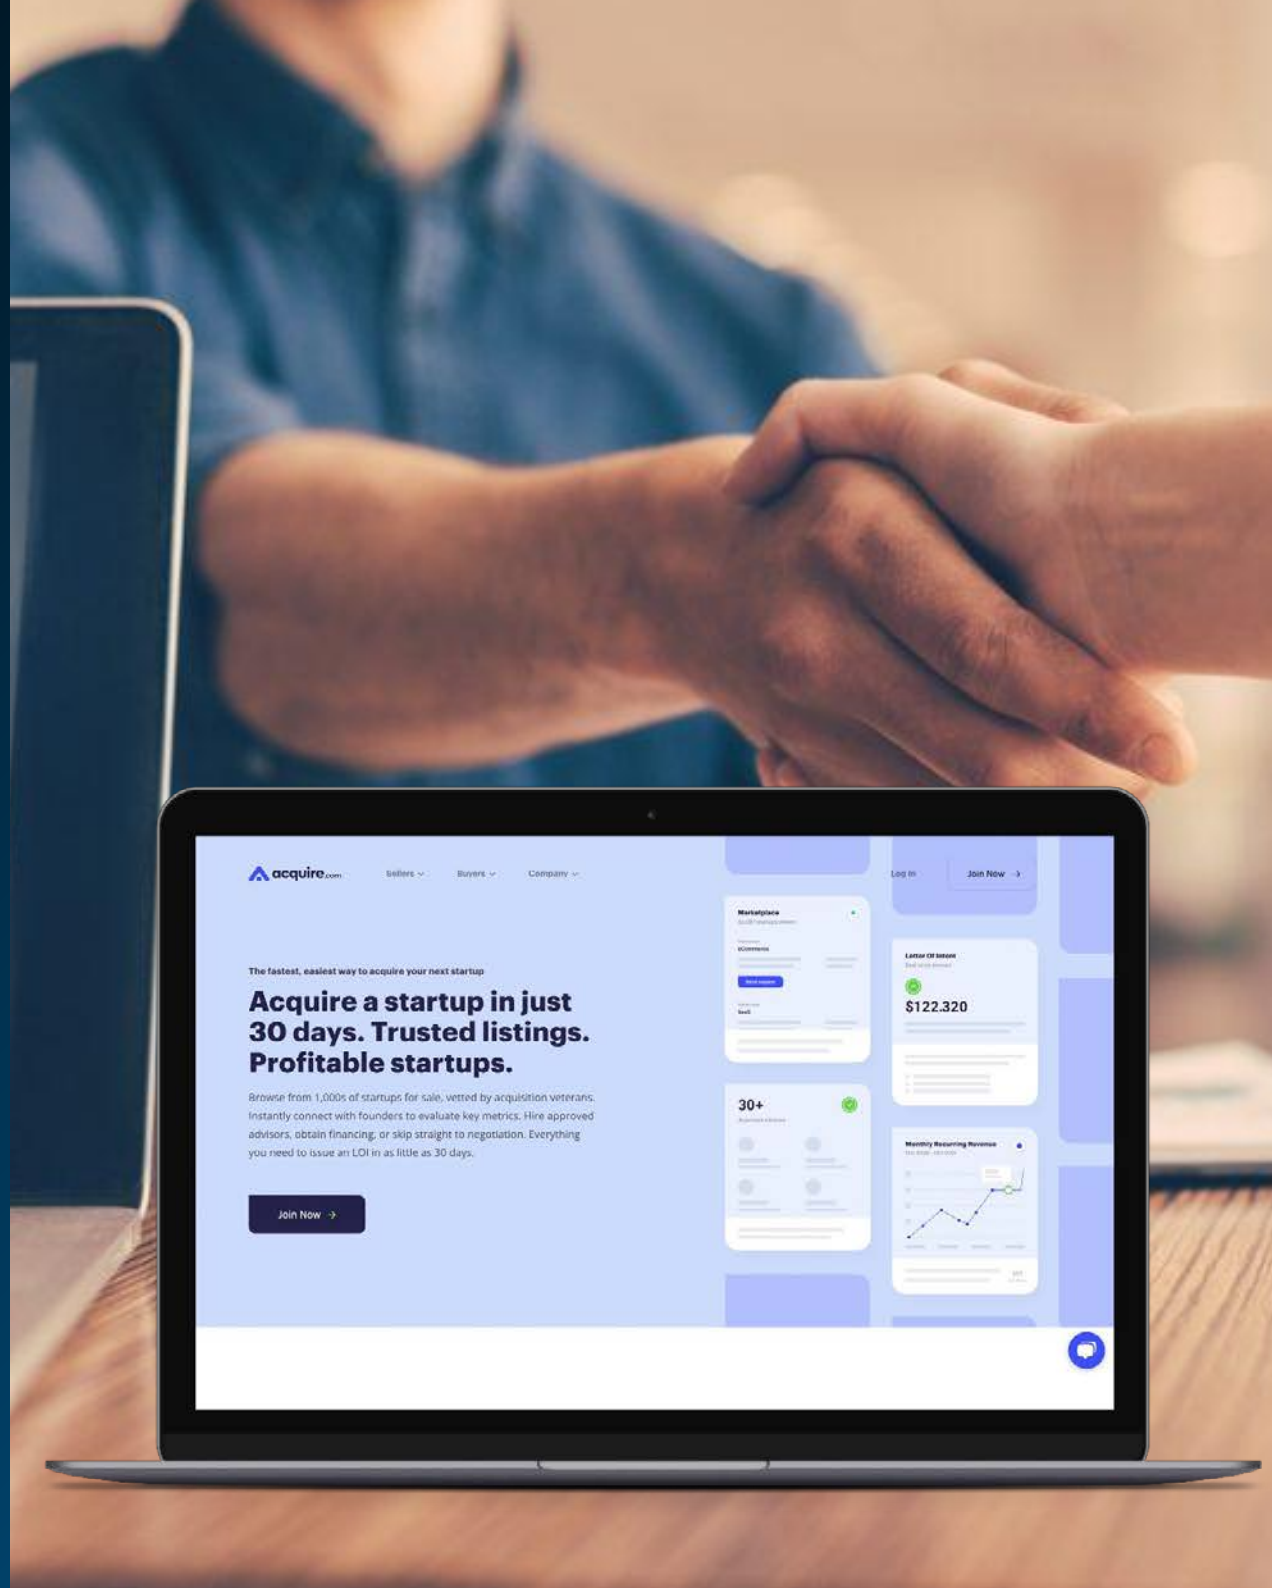 acquire.com
Sellers
Buyers
Company
Log In
Join Now →
The fastest, easiest way to acquire your next startup
Acquire a startup in just
30 days. Trusted listings.
Profitable startups.
Browse from 1,000s of startups for sale, vetted by acquisition veterans.
Instantly connect with founders to evaluate key metrics. Hire approved
advisors, obtain financing, or skip straight to negotiation. Everything
you need to issue an LOI in as little as 30 days.
Join Now →
Marketplace
eCommerce
SaaS
30+
Letter Of Intent
$122.320
Monthly Recurring Revenue